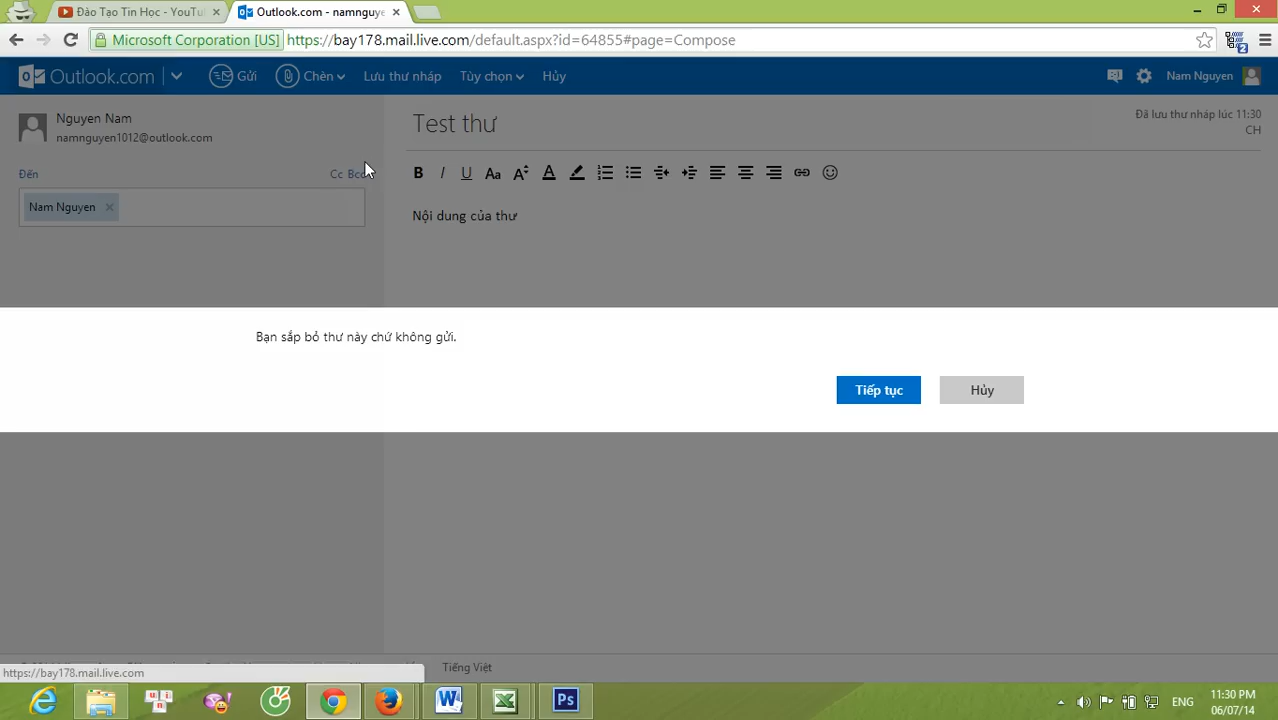 Đào Tạo Tin Học - YouTu
Outlook.com - namnguye
Microsoft Corporation [US]
https://bay178.mail.live.com/default.aspx?id=64855#page=Compose
Outlook.com
Gửi
Chèn
Lưu thư nháp
Tùy chọn
Hủy
Nam Nguyen
Nguyen Nam
namnguyen1012@outlook.com
Test thư
Đã lưu thư nháp lúc 11:30
CH
Đến
Cc Bcc
Nam Nguyen
Nội dung của thư
Bạn sắp bỏ thư này chứ không gửi.
Tiếp tục
Hủy
https://bay178.mail.live.com
Tiếng Việt
ENG
11:30 PM
06/07/14